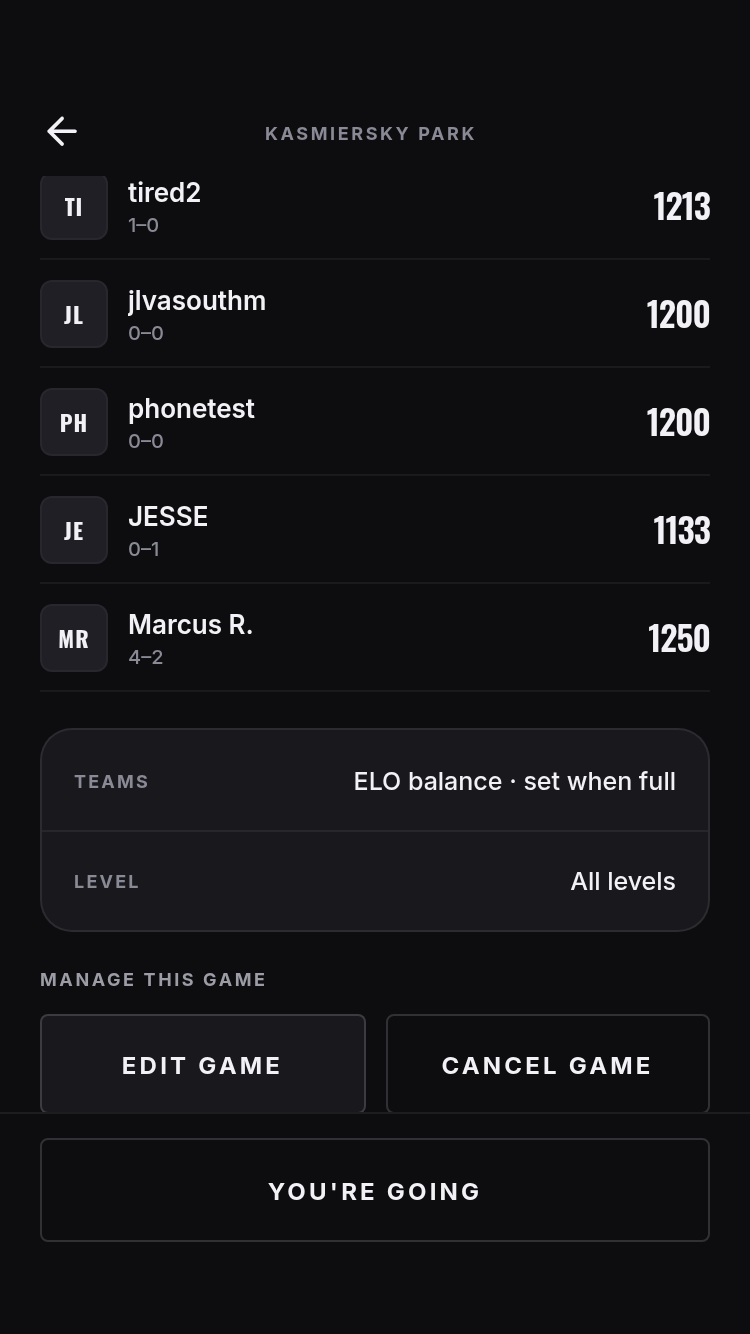 KASMIERSKY PARK
TI
tired2
1–0
1213
JL
jlvasouthm
0–0
1200
PH
phonetest
0–0
1200
JE
JESSE
0–1
1133
MR
Marcus R.
4–2
1250
TEAMS
ELO balance · set when full
LEVEL
All levels
MANAGE THIS GAME
EDIT GAME
CANCEL GAME
YOU'RE GOING